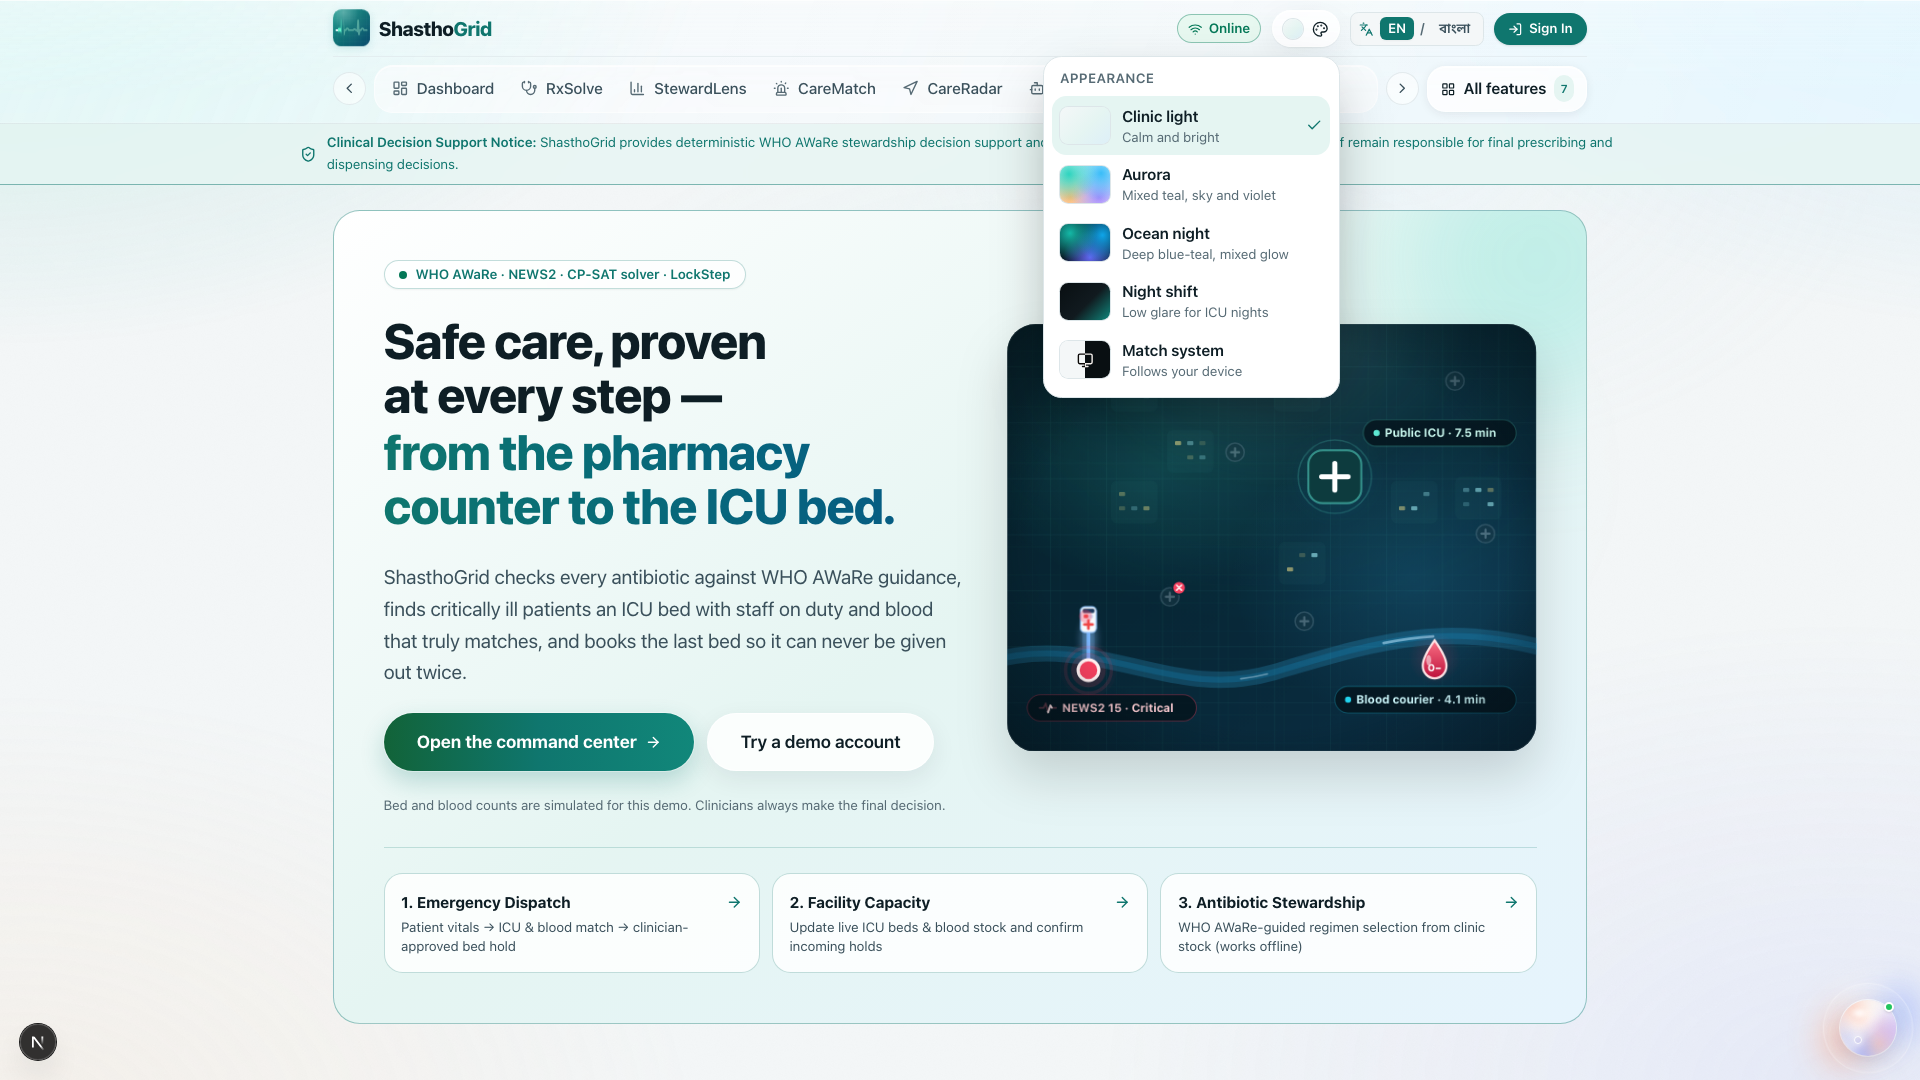 ShasthoGrid
Online
EN / বাংলা
Sign In
Dashboard
RxSolve
StewardLens
CareMatch
CareRadar
All features 7
APPEARANCE
Clinic light
Calm and bright
Aurora
Mixed teal, sky and violet
Ocean night
Deep blue-teal, mixed glow
Night shift
Low glare for ICU nights
Match system
Follows your device
Clinical Decision Support Notice: ShasthoGrid provides deterministic WHO AWaRe stewardship decision support remain responsible for final prescribing and
dispensing decisions.
WHO AWaRe · NEWS2 · CP-SAT solver · LockStep
Safe care, proven
at every step —
from the pharmacy
counter to the ICU bed.
ShasthoGrid checks every antibiotic against WHO AWaRe guidance,
finds critically ill patients an ICU bed with staff on duty and blood
that truly matches, and books the last bed so it can never be given
out twice.
Open the command center →
Try a demo account
Bed and blood counts are simulated for this demo. Clinicians always make the final decision.
Public ICU · 7.5 min
NEWS2 15 · Critical
Blood courier · 4.1 min
1. Emergency Dispatch
Patient vitals → ICU & blood match → clinician-
approved bed hold
2. Facility Capacity
Update live ICU beds & blood stock and confirm
incoming holds
3. Antibiotic Stewardship
WHO AWaRe-guided regimen selection from clinic
stock (works offline)